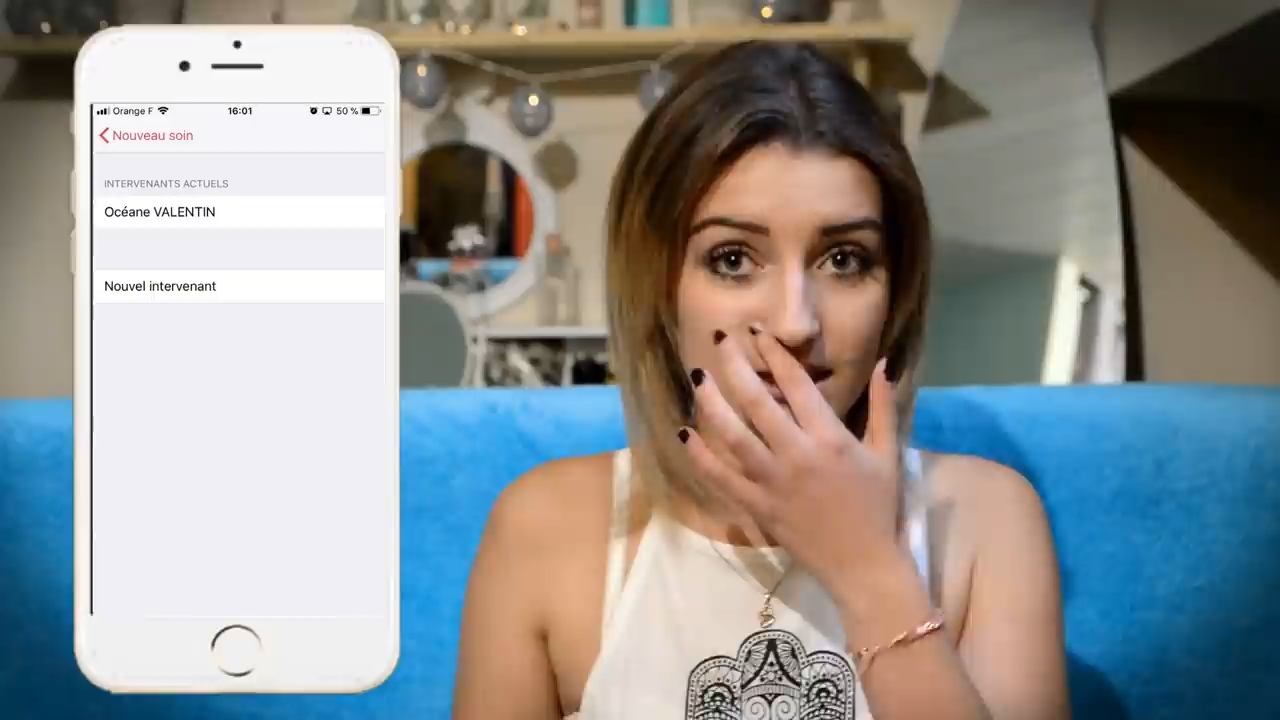 Orange F 16:01 50 %
Nouveau soin
INTERVENANTS ACTUELS
Océane VALENTIN
Nouvel intervenant